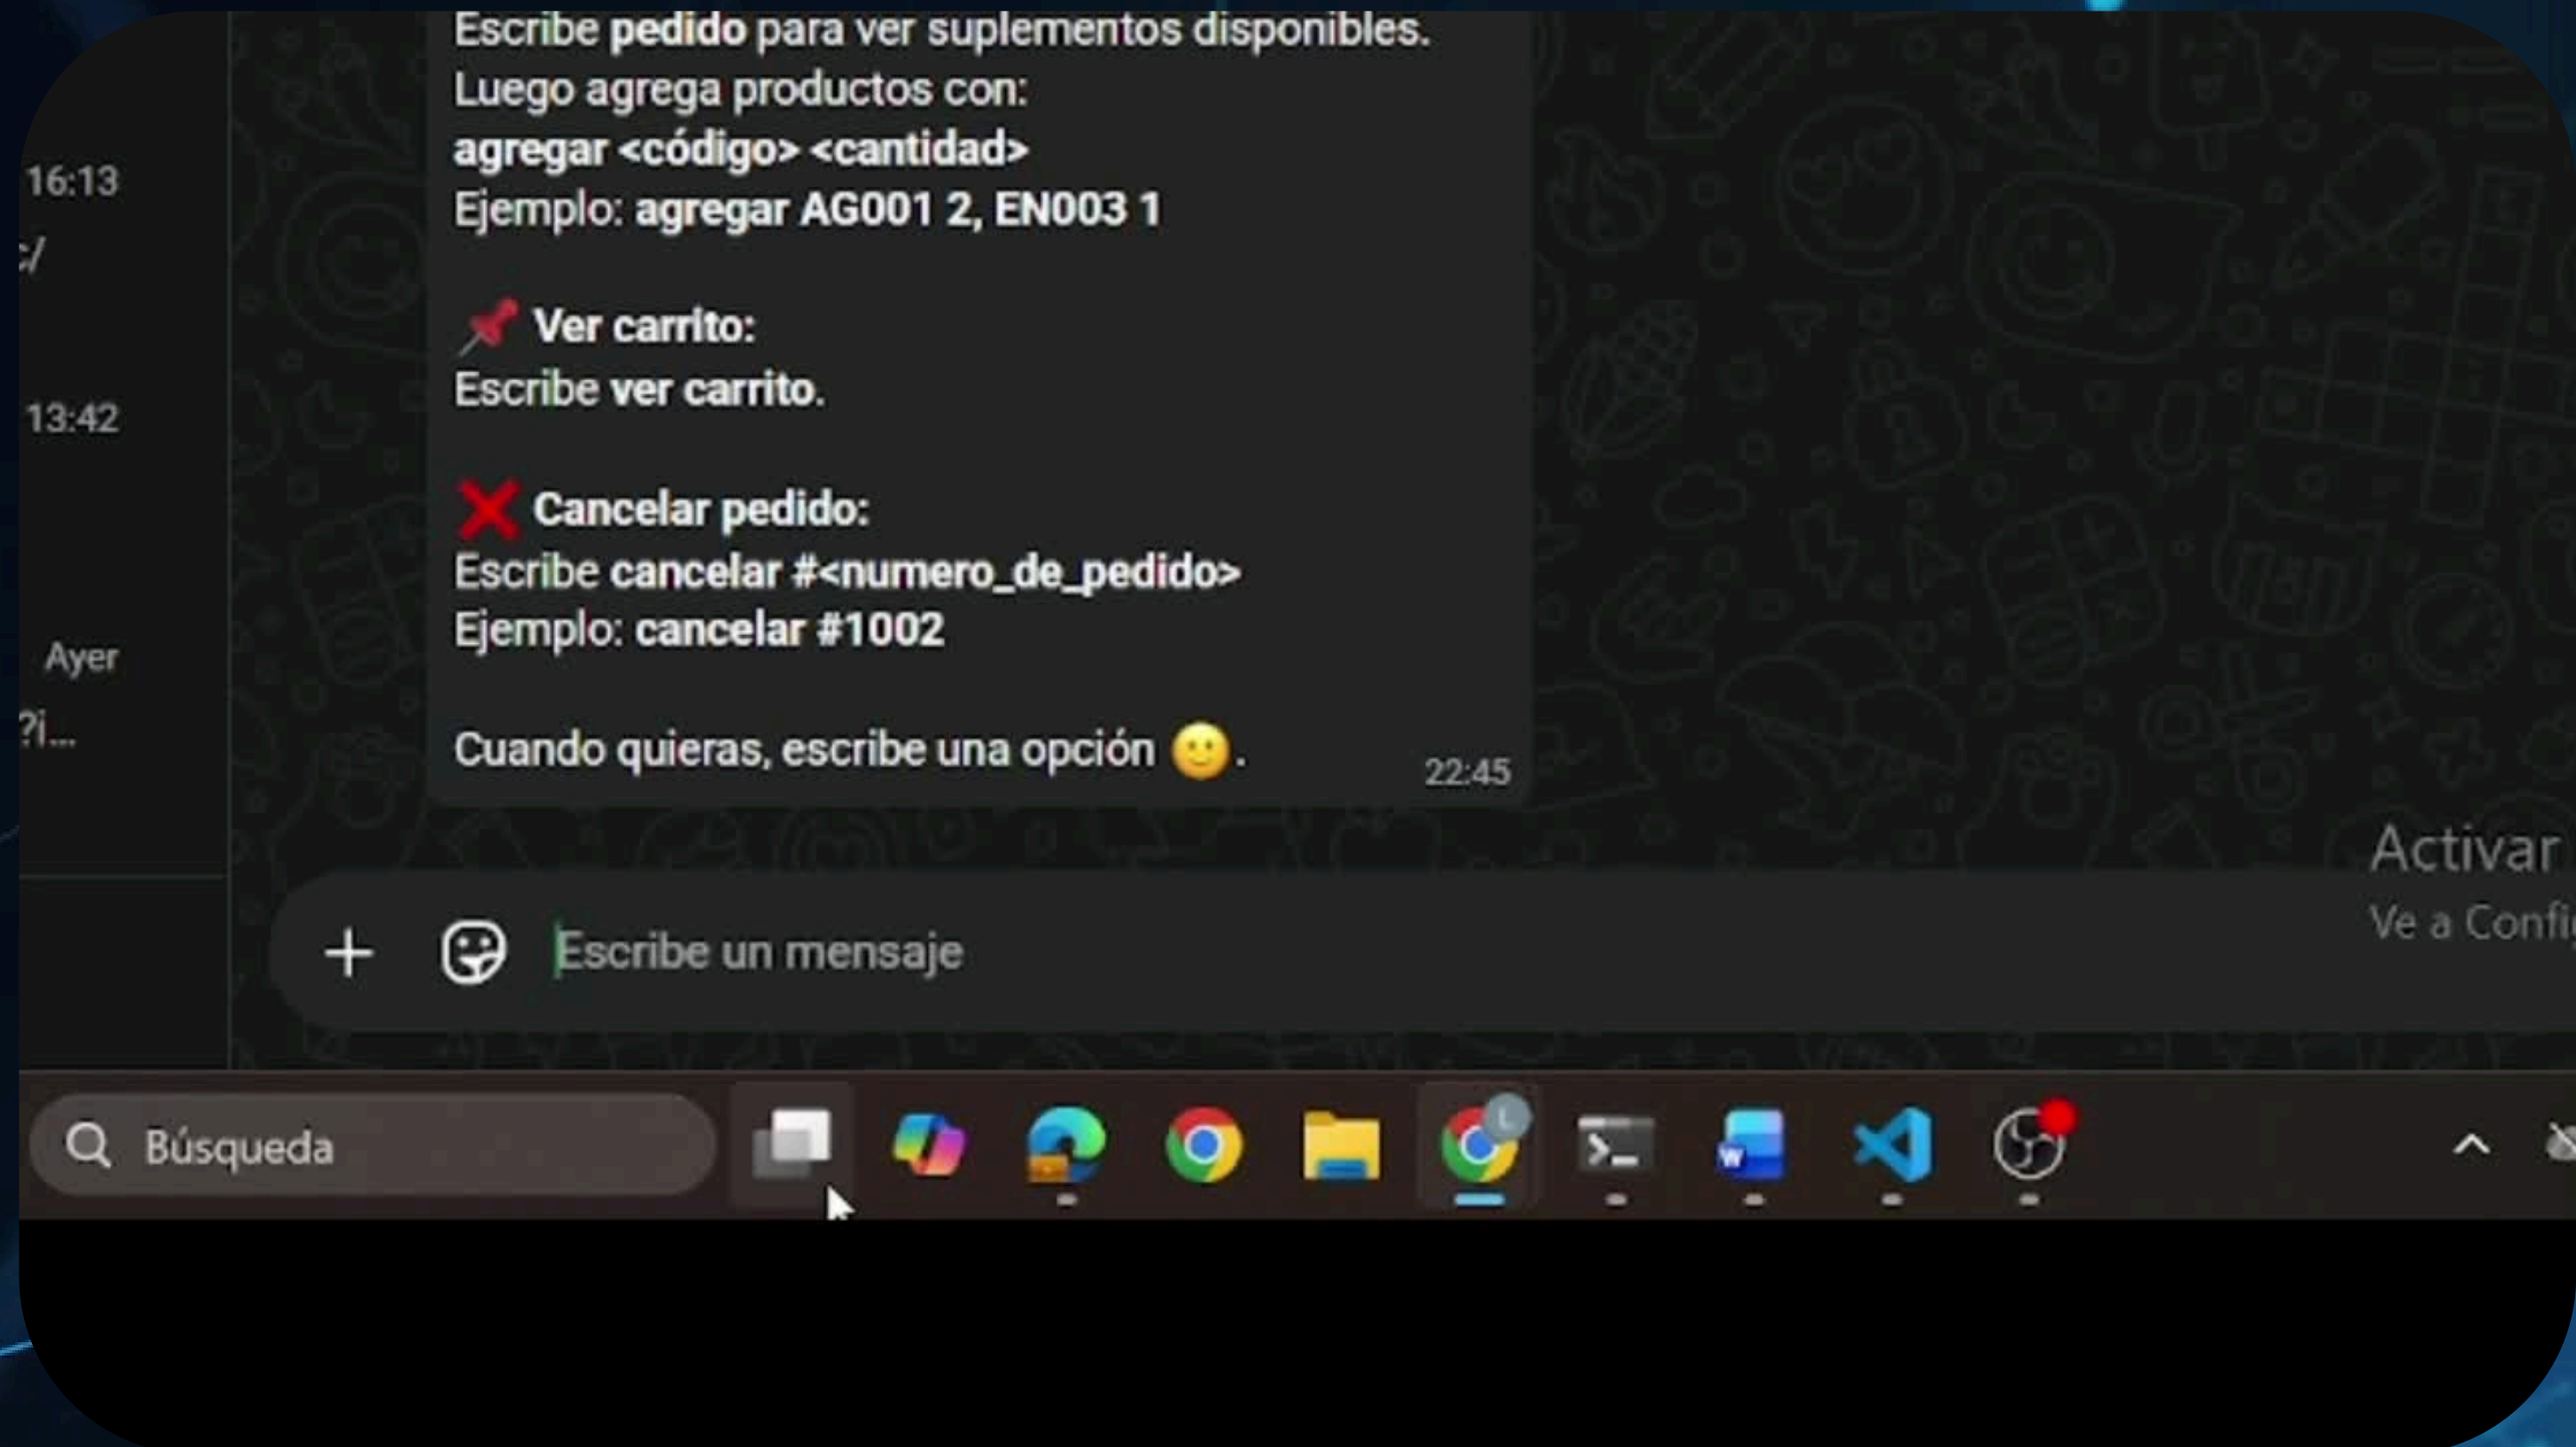 Escribe pedido para ver suplementos disponibles.
Luego agrega productos con:
agregar <código> <cantidad>
16:13
Ejemplo: agregar AG001 2, EN003 1
c/
📌 Ver carrito:
Escribe ver carrito.
13:42
❌ Cancelar pedido:
Escribe cancelar #<numero_de_pedido>
Ejemplo: cancelar #1002
Ayer
?i...
Cuando quieras, escribe una opción 🙂.
22:45
Activar
Ve a Config
Escribe un mensaje
Búsqueda
L
W